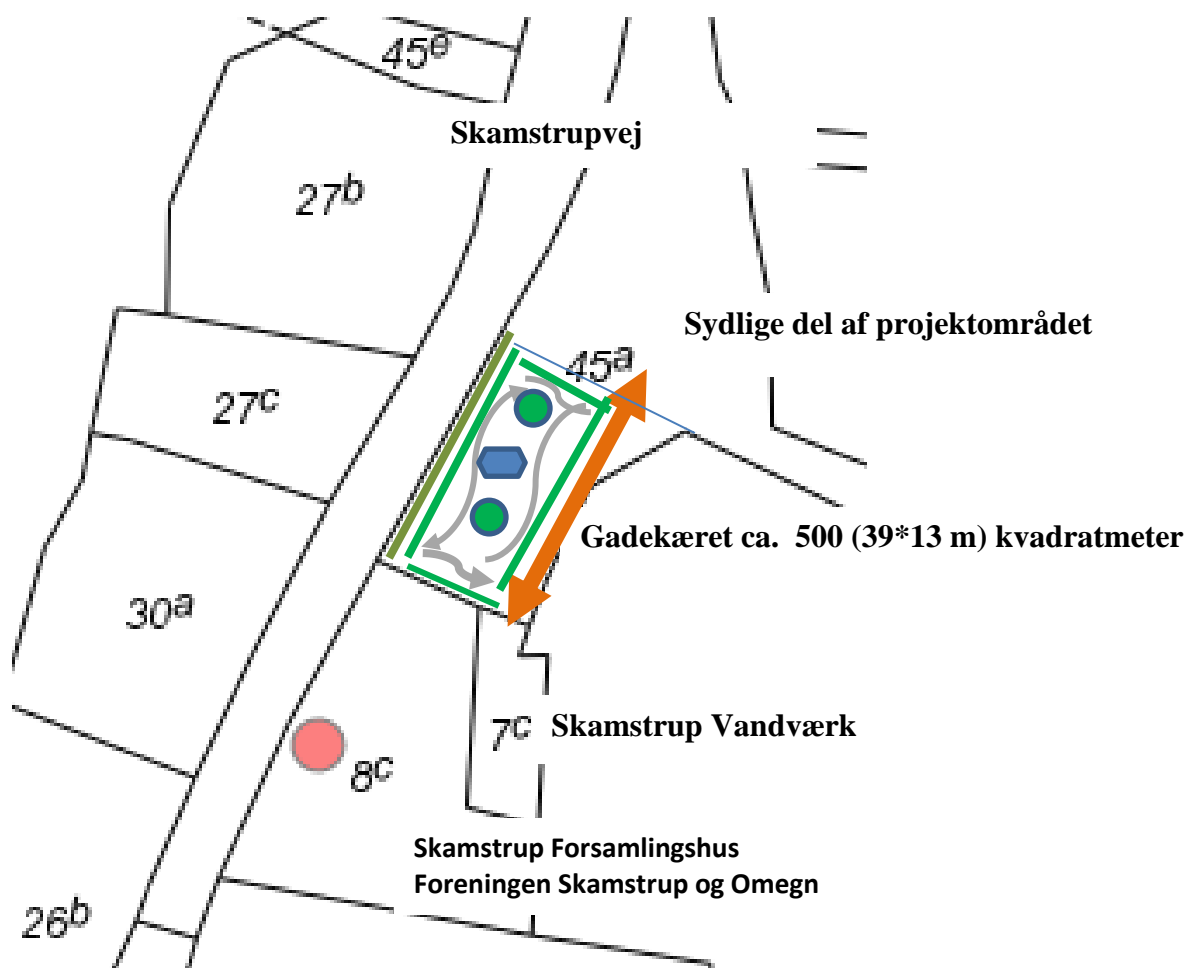 45e
Skamstrupvej
27b
Sydlige del af projektområdet
45a
27c
Gadekæret ca. 500 (39*13 m) kvadratmeter
30a
7c
Skamstrup Vandværk
8c
Skamstrup Forsamlingshus
Foreningen Skamstrup og Omegn
26b